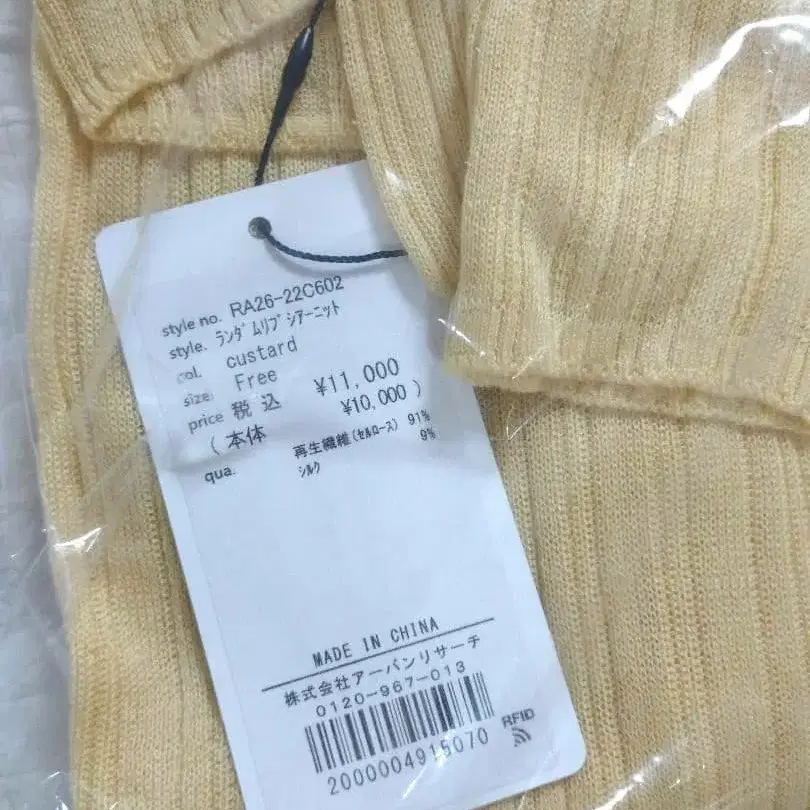 style no. RA26-22C602
style. ﾗﾝﾀﾞﾑﾘﾌﾞｼｱｰﾆｯﾄ
col. custard
size: Free
price 税込 ¥11,000
(本体 ¥10,000)
qua. 再生繊維(ｾﾙﾛｰｽ) 91%
ｼﾙｸ 9%
MADE IN CHINA
株式会社アーバンリサーチ
0120-967-013
2000004915070
RFID